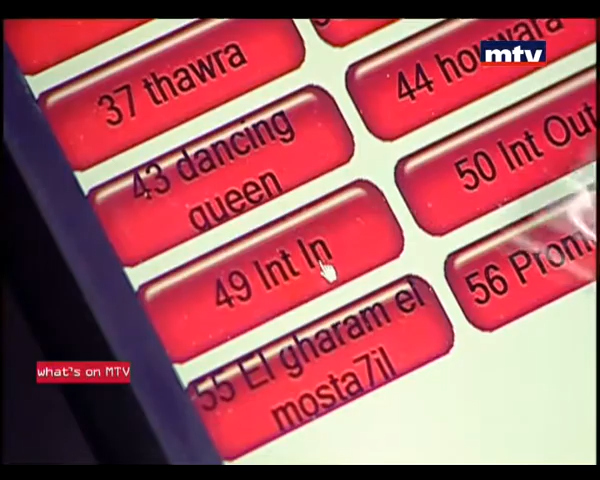 mtv
37 thawra
44 houwara
43 dancing
queen
50 Int Out
49 Int In
56 Prom
55 El gharam el
mosta7il
what's on MTV